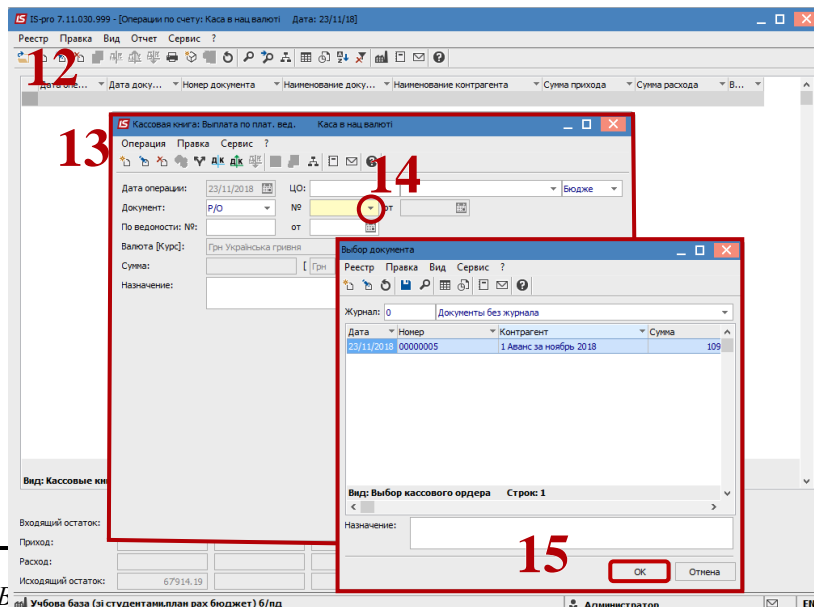 IS-pro 7.11.030.999 - [Операции по счету: Каса в нац валюті Дата: 23/11/18]
Реестр Правка Вид Отчет Сервис ?
12
Дата опе... Дата доку... Номер документа Наименование доку... Наименование контрагента Сумма прихода Сумма расхода В...
13
Кассовая книга: Выплата по плат. вед. Каса в нац валюті
Операция Правка Сервис ?
14
Дата операции: 23/11/2018 ЦО: Бюдже
Документ: Р/О № от
По ведоности: №: от
Валюта [Курс]: Грн Українська гривня
Сумма: [ Грн
Назначение:
Выбор документа
Реестр Правка Вид Сервис ?
Журнал: 0 Документы без журнала
Дата Номер Контрагент Сумма
23/11/2018 00000005 1 Аванс за ноябрь 2018 109
Вид: Выбор кассового ордера Строк: 1
Назначение:
15
ОК Отмена
Вид: Кассовые кни
Входящий остаток:
Приход:
Расход:
Исходящий остаток: 67914.19
Учбова база (зі студентами,план рах бюджет) б/пд Администратор EN